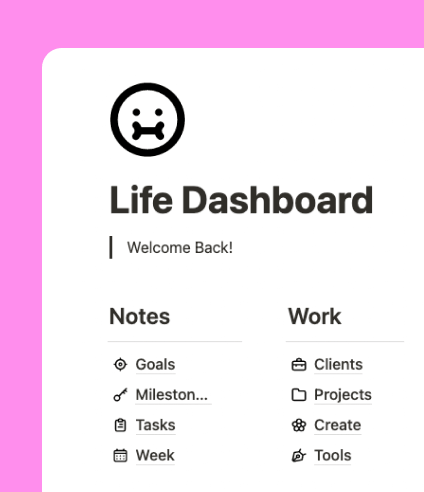 Life Dashboard
Welcome Back!
Notes
Goals
Mileston...
Tasks
Week
Work
Clients
Projects
Create
Tools